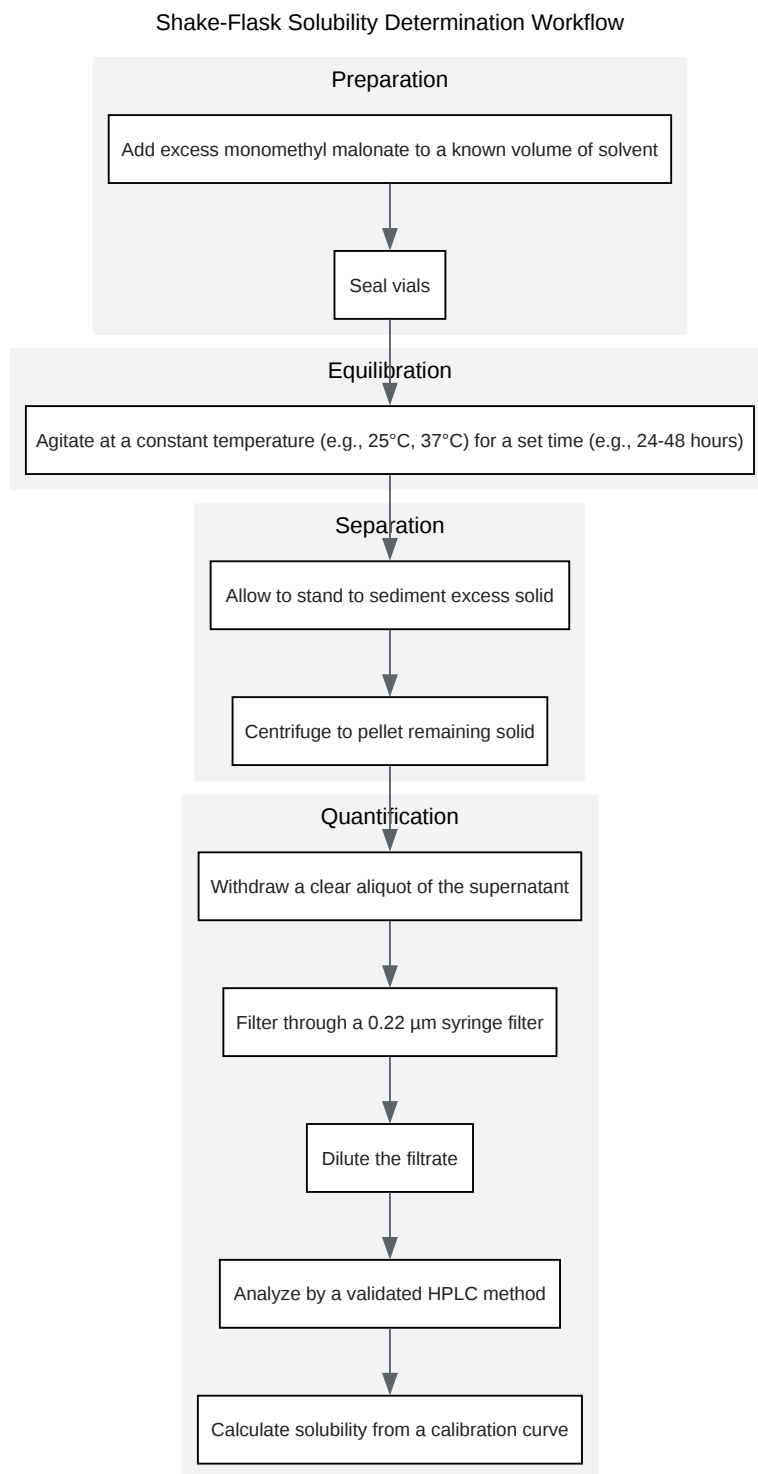 Shake-Flask Solubility Determination Workflow
Preparation
Add excess monomethyl malonate to a known volume of solvent
Seal vials
Equilibration
Agitate at a constant temperature (e.g., 25°C, 37°C) for a set time (e.g., 24-48 hours)
Separation
Allow to stand to sediment excess solid
Centrifuge to pellet remaining solid
Quantification
Withdraw a clear aliquot of the supernatant
Filter through a 0.22 µm syringe filter
Dilute the filtrate
Analyze by a validated HPLC method
Calculate solubility from a calibration curve